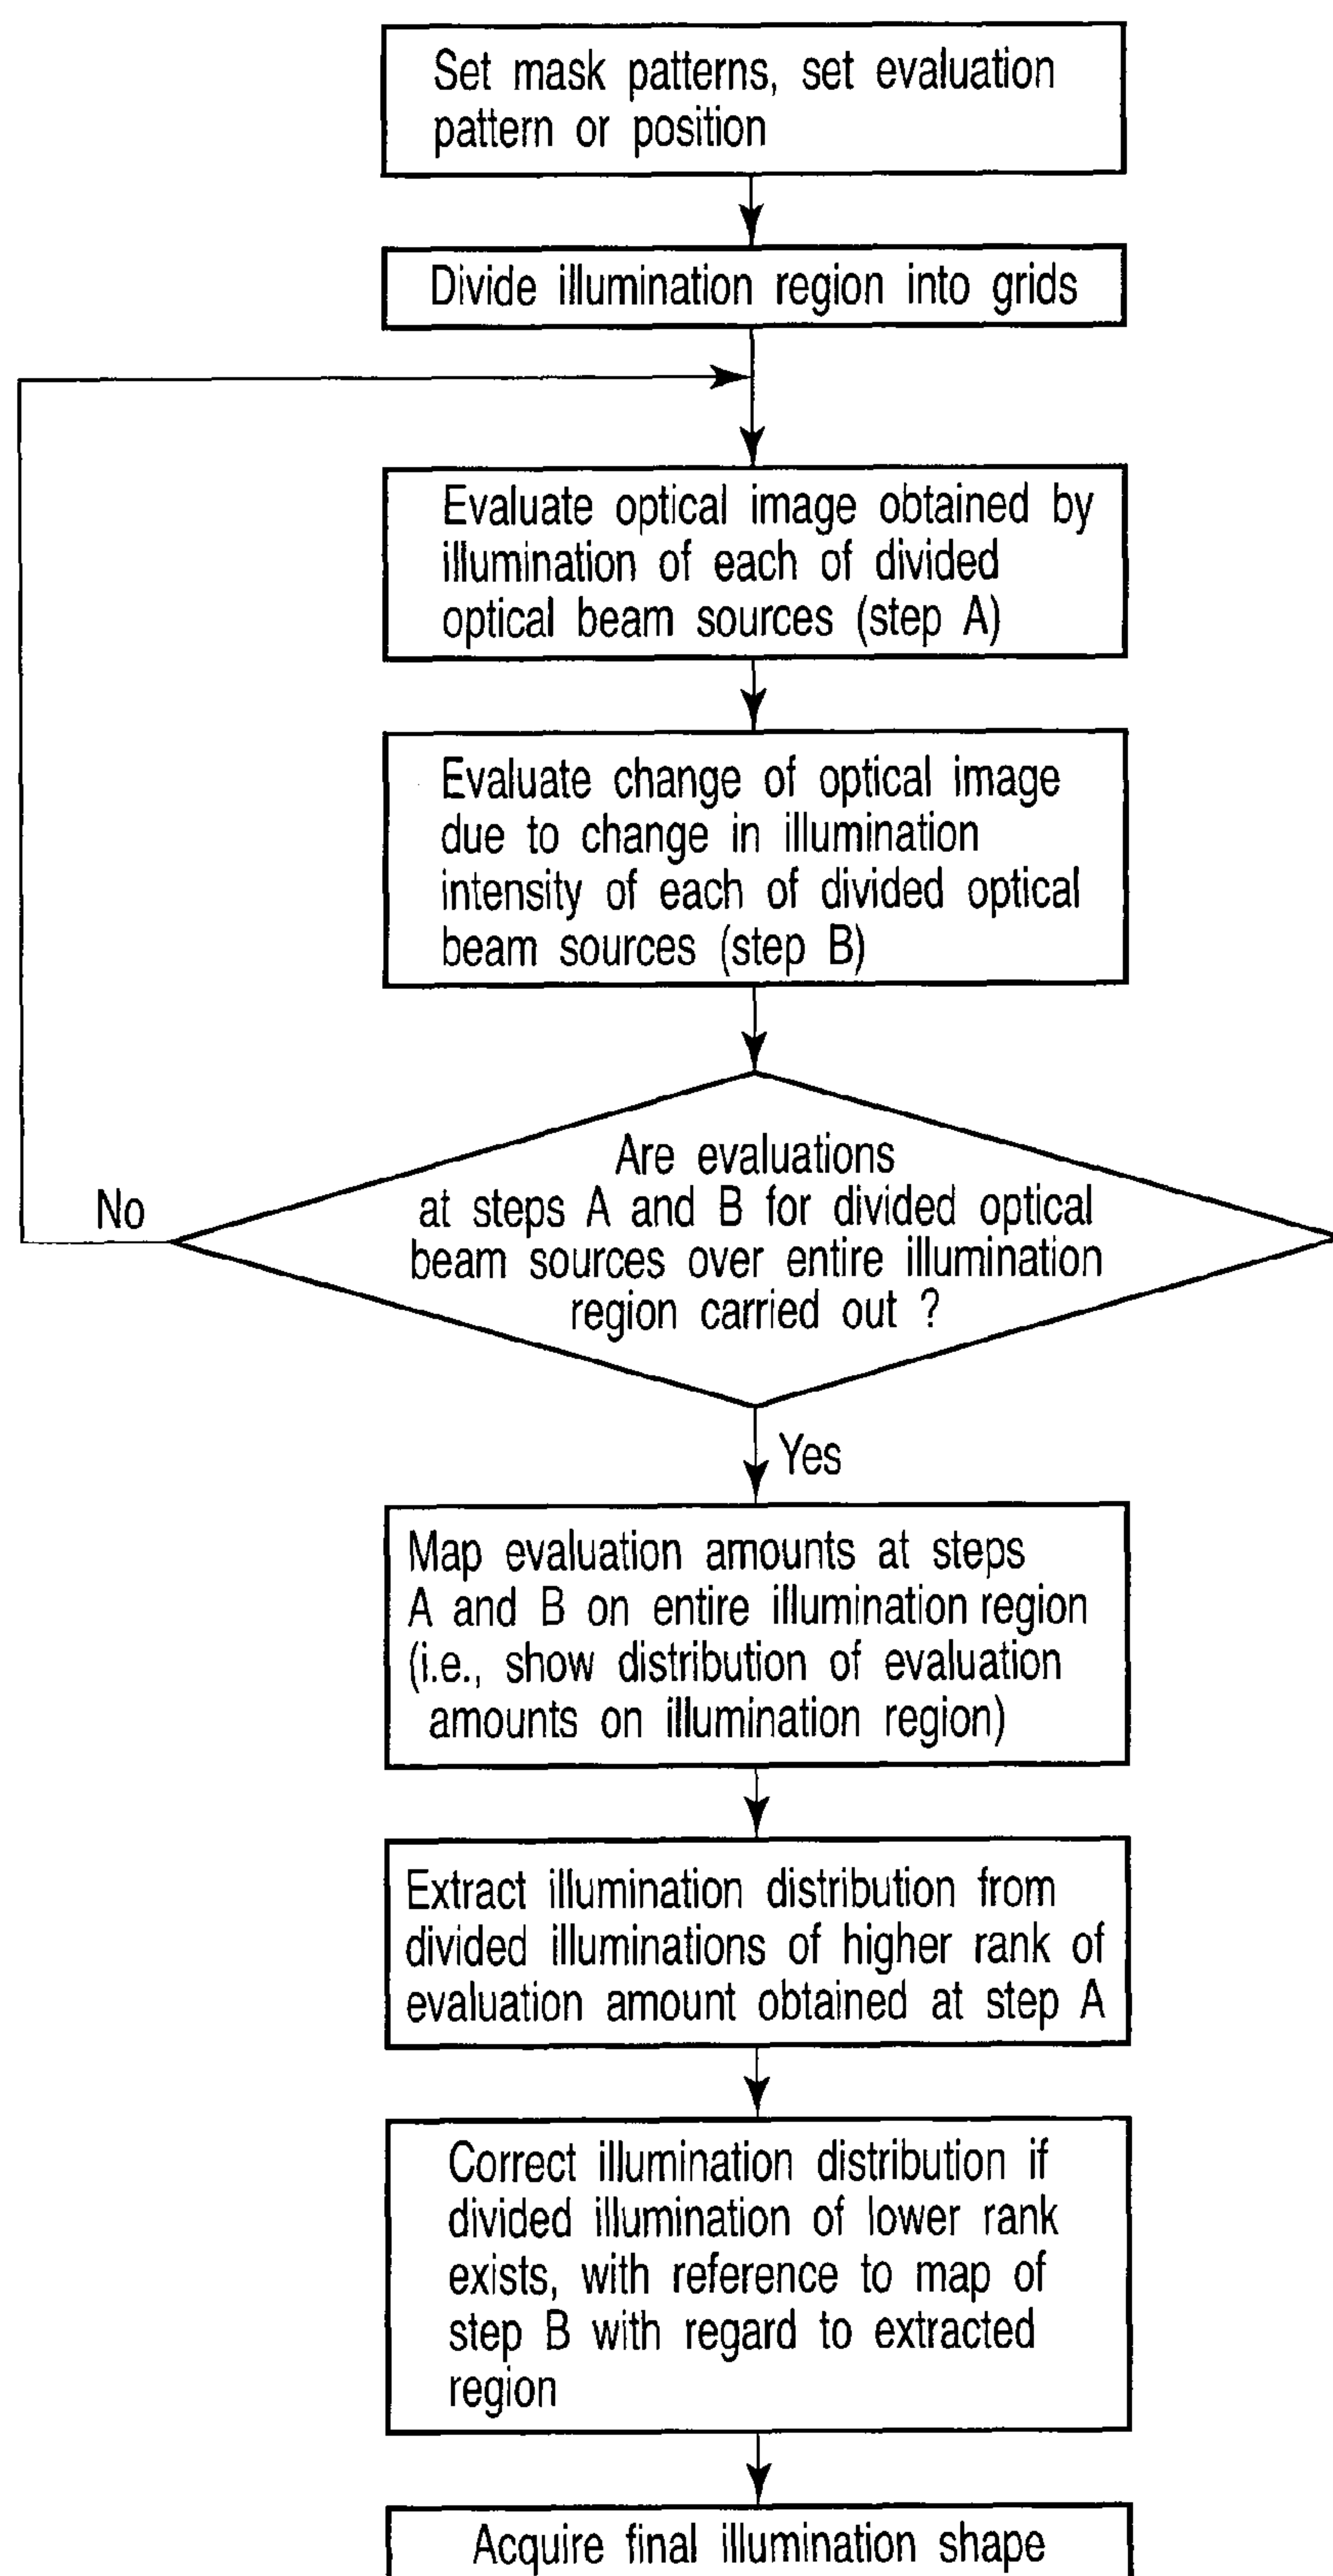 Set mask patterns, set evaluation
pattern or position
Divide illumination region into grids
Evaluate optical image obtained by
illumination of each of divided
optical beam sources (step A)
Evaluate change of optical image
due to change in illumination
intensity of each of divided optical
beam sources (step B)
Are evaluations
at steps A and B for divided optical
beam sources over entire illumination
region carried out ?
No
Yes
Map evaluation amounts at steps
A and B on entire illumination region
(i.e., show distribution of evaluation
amounts on illumination region)
Extract illumination distribution from
divided illuminations of higher rank of
evaluation amount obtained at step A
Correct illumination distribution if
divided illumination of lower rank
exists, with reference to map of
step B with regard to extracted
region
Acquire final illumination shape